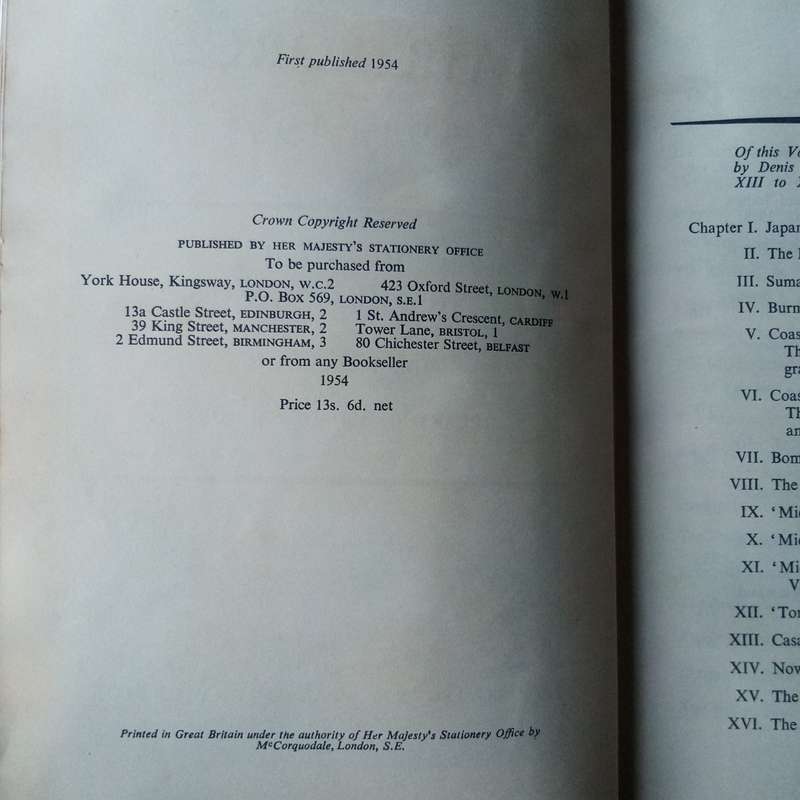 First published 1954
Crown Copyright Reserved
PUBLISHED BY HER MAJESTY'S STATIONERY OFFICE
To be purchased from
York House, Kingsway, LONDON, W.C.2 423 Oxford Street, LONDON, W.1
P.O. Box 569, LONDON, S.E.1
13a Castle Street, EDINBURGH, 2 1 St. Andrew's Crescent, CARDIFF
39 King Street, MANCHESTER, 2 Tower Lane, BRISTOL, 1
2 Edmund Street, BIRMINGHAM, 3 80 Chichester Street, BELFAST
or from any Bookseller
1954
Price 13s. 6d. net
Printed in Great Britain under the authority of Her Majesty's Stationery Office by
McCorquodale, London, S.E.
Of this
by Denis
XIII to
Chapter I. Japan
II. The
III.
IV.
V.
VI.
VII.
VIII. The
IX.
X.
XI.
XII.
XIII.
XIV.
XV. The
XVI. The